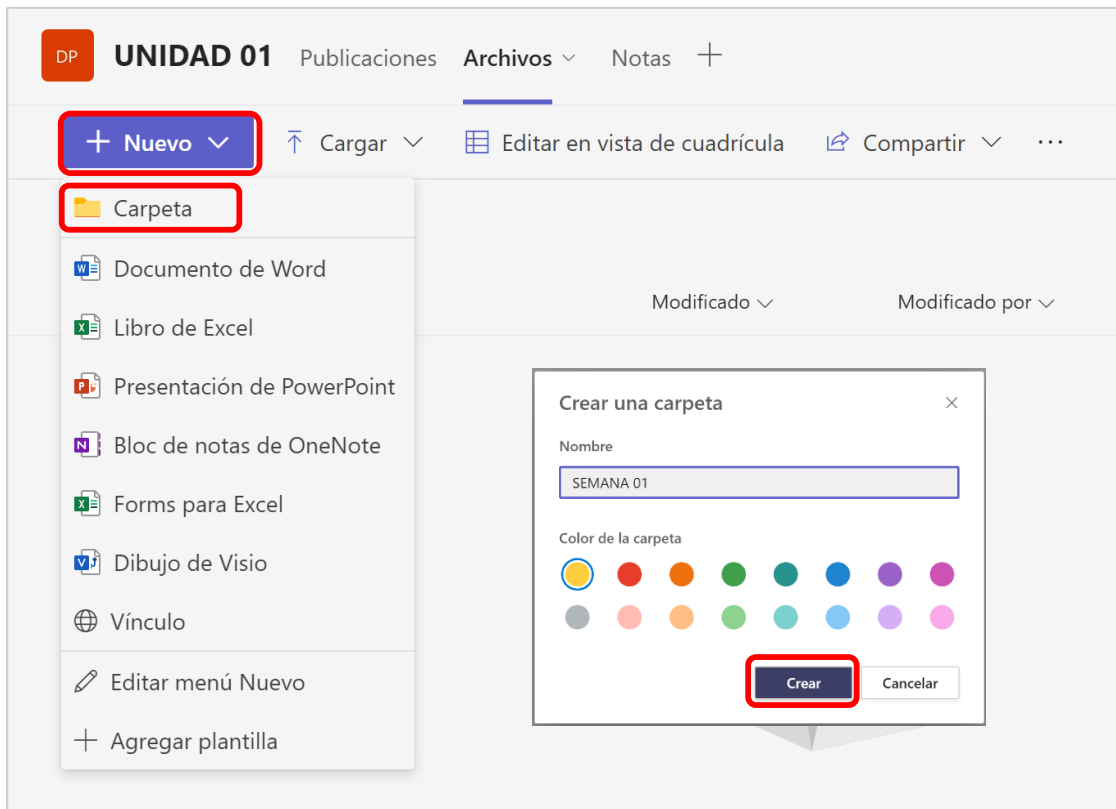 DP UNIDAD 01 Publicaciones Archivos Notas
Nuevo Cargar Editar en vista de cuadrícula Compartir ...
Carpeta
Documento de Word
Libro de Excel
Presentación de PowerPoint
Bloc de notas de OneNote
Forms para Excel
Dibujo de Visio
Vínculo
Editar menú Nuevo
Agregar plantilla
Modificado Modificado por
Crear una carpeta
Nombre
SEMANA 01
Color de la carpeta
Crear Cancelar